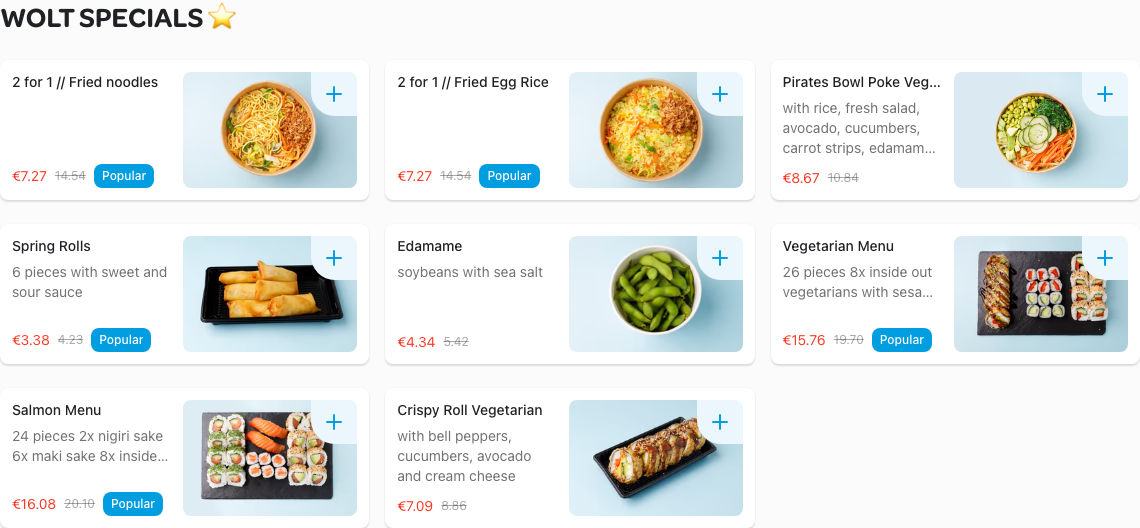 WOLT SPECIALS ⭐
2 for 1 // Fried noodles
€7.27 14.54 Popular
2 for 1 // Fried Egg Rice
€7.27 14.54 Popular
Pirates Bowl Poke Veg...
with rice, fresh salad,
avocado, cucumbers,
carrot strips, edamam...
€8.67 10.84
Spring Rolls
6 pieces with sweet and
sour sauce
€3.38 4.23 Popular
Edamame
soybeans with sea salt
€4.34 5.42
Vegetarian Menu
26 pieces 8x inside out
vegetarians with sesa...
€15.76 19.70 Popular
Salmon Menu
24 pieces 2x nigiri sake
6x maki sake 8x inside...
€16.08 20.10 Popular
Crispy Roll Vegetarian
with bell peppers,
cucumbers, avocado
and cream cheese
€7.09 8.86